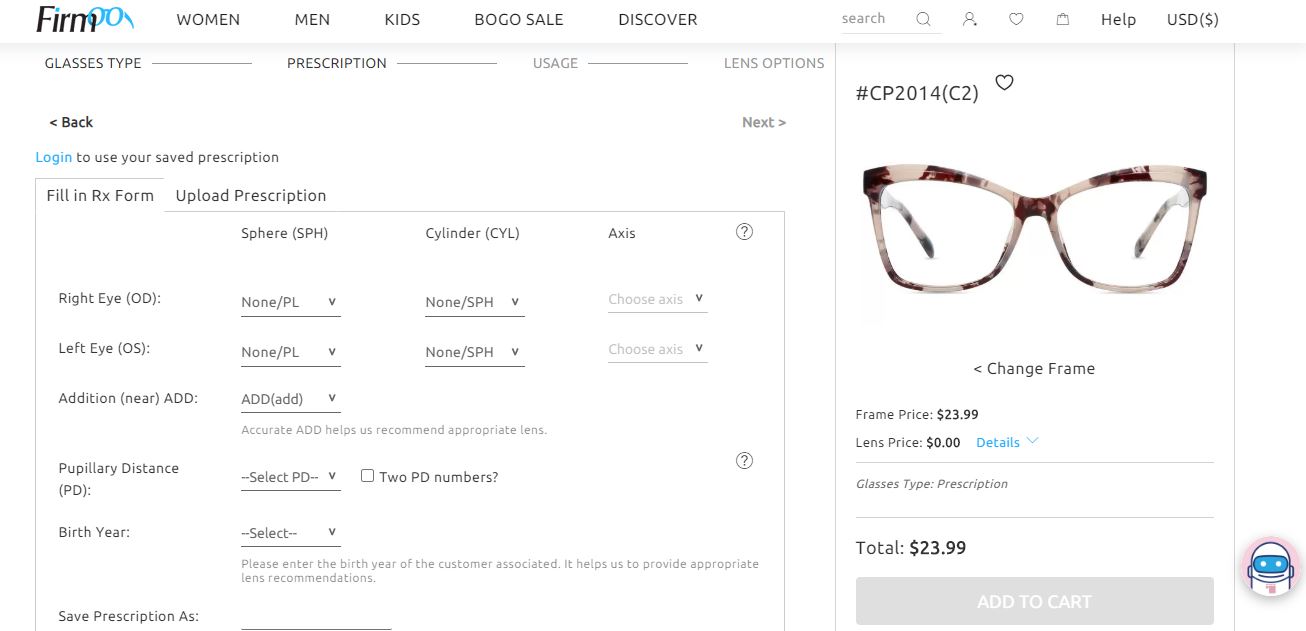 Firmoo WOMEN MEN KIDS BOGO SALE DISCOVER search Help USD($)
GLASSES TYPE PRESCRIPTION USAGE LENS OPTIONS
< Back Next >
Login to use your saved prescription
Fill in Rx Form Upload Prescription
Sphere (SPH) Cylinder (CYL) Axis ?
Right Eye (OD): None/PL None/SPH Choose axis
Left Eye (OS): None/PL None/SPH Choose axis
Addition (near) ADD: ADD(add)
Accurate ADD helps us recommend appropriate lens.
Pupillary Distance
(PD): --Select PD-- Two PD numbers? ?
Birth Year: --Select--
Please enter the birth year of the customer associated. It helps us to provide appropriate
lens recommendations.
Save Prescription As:
#CP2014(C2)
< Change Frame
Frame Price: $23.99
Lens Price: $0.00 Details
Glasses Type: Prescription
Total: $23.99
ADD TO CART